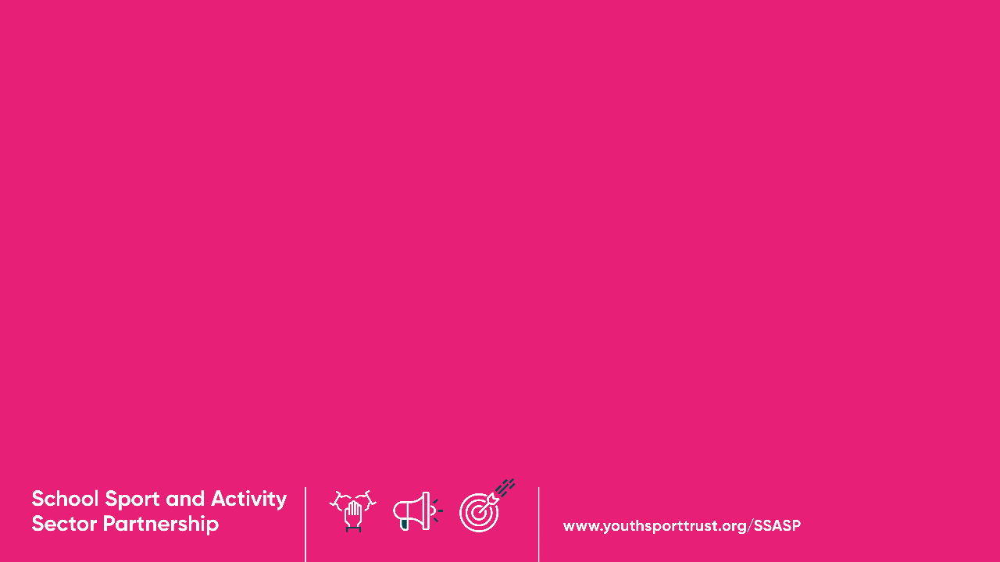 School Sport and Activity
Sector Partnership
www.youthsporttrust.org/SSASP